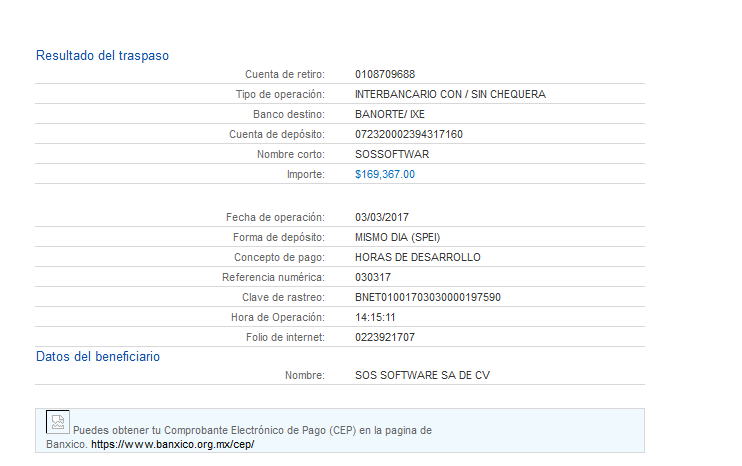 Resultado del traspaso
Cuenta de retiro: 0108709688
Tipo de operación: INTERBANCARIO CON / SIN CHEQUERA
Banco destino: BANORTE/ IXE
Cuenta de depósito: 072320002394317160
Nombre corto: SOSSOFTWAR
Importe: $169,367.00
Fecha de operación: 03/03/2017
Forma de depósito: MISMO DIA (SPEI)
Concepto de pago: HORAS DE DESARROLLO
Referencia numérica: 030317
Clave de rastreo: BNET01001703030000197590
Hora de Operación: 14:15:11
Folio de internet: 0223921707
Datos del beneficiario
Nombre: SOS SOFTWARE SA DE CV
Puedes obtener tu Comprobante Electrónico de Pago (CEP) en la pagina de
Banxico. https://www.banxico.org.mx/cep/